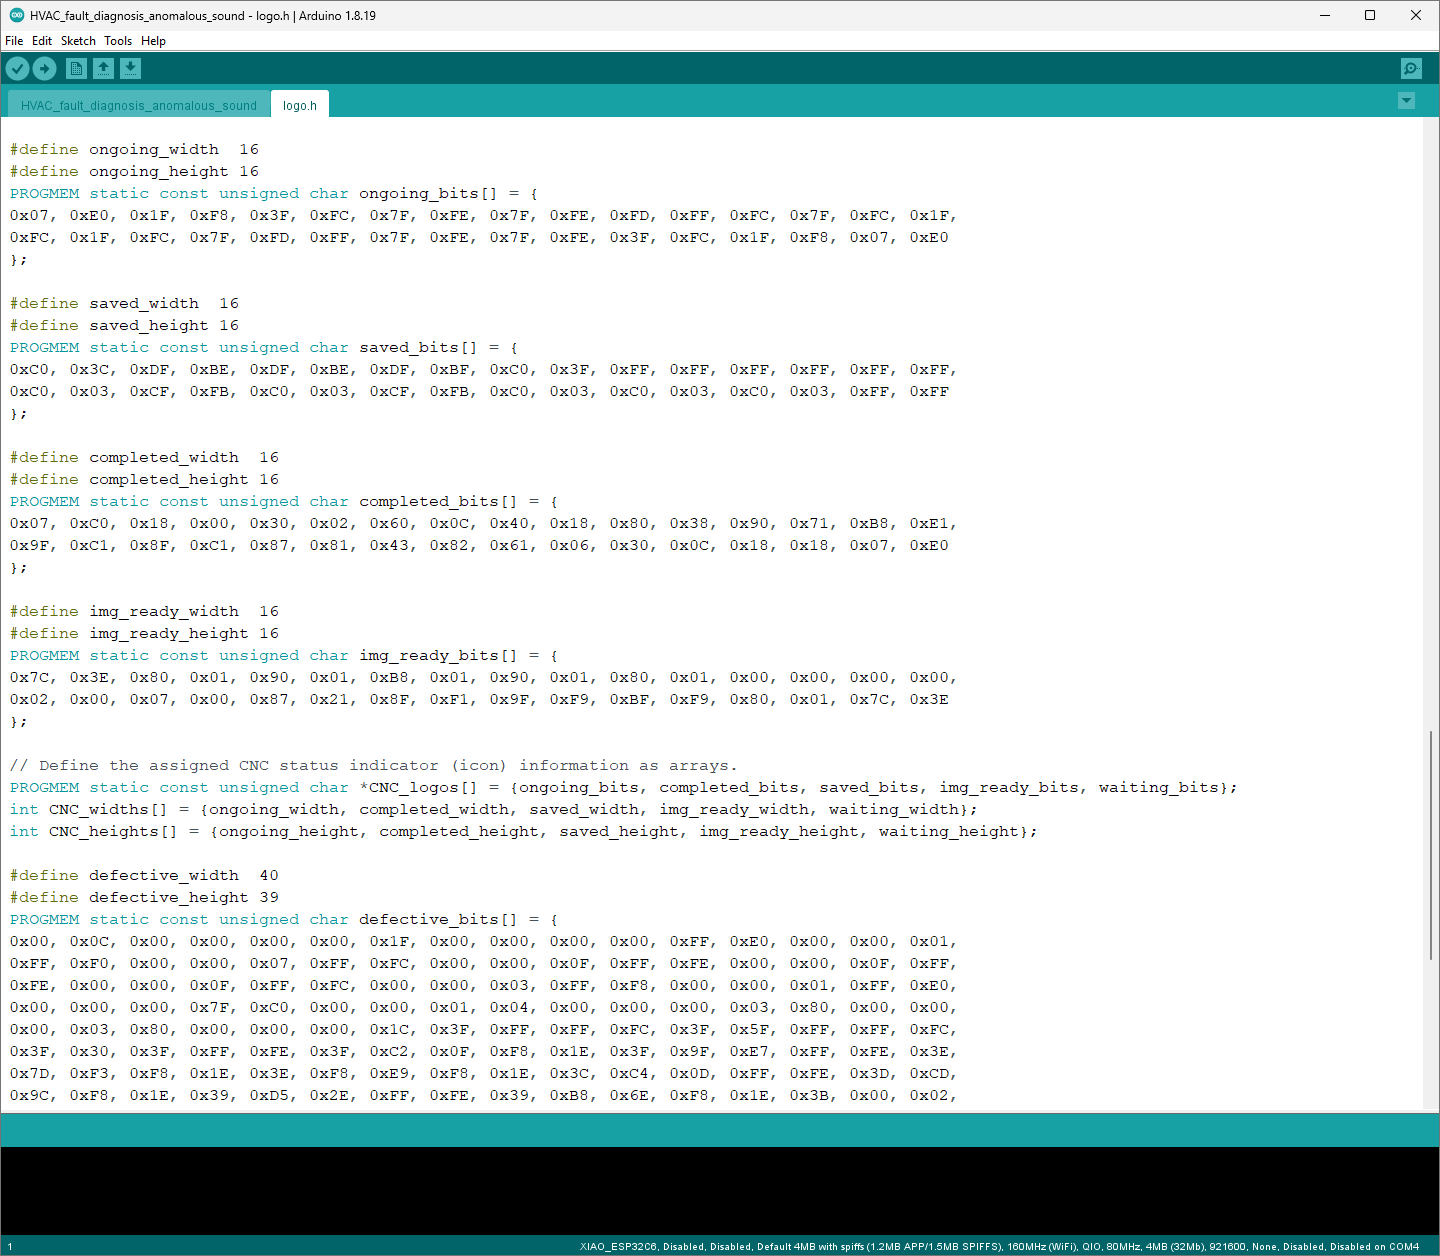 HVAC_fault_diagnosis_anomalous_sound - logo.h | Arduino 1.8.19
File Edit Sketch Tools Help
HVAC_fault_diagnosis_anomalous_sound logo.h
#define ongoing_width  16
#define ongoing_height 16
PROGMEM static const unsigned char ongoing_bits[] = {
0x07, 0xE0, 0x1F, 0xF8, 0x3F, 0xFC, 0x7F, 0xFE, 0x7F, 0xFE, 0xFD, 0xFF, 0xFC, 0x7F, 0xFC, 0x1F,
0xFC, 0x1F, 0xFC, 0x7F, 0xFD, 0xFF, 0x7F, 0xFE, 0x7F, 0xFE, 0x3F, 0xFC, 0x1F, 0xF8, 0x07, 0xE0
};
#define saved_width  16
#define saved_height 16
PROGMEM static const unsigned char saved_bits[] = {
0xC0, 0x3C, 0xDF, 0xBE, 0xDF, 0xBE, 0xDF, 0xBF, 0xC0, 0x3F, 0xFF, 0xFF, 0xFF, 0xFF, 0xFF, 0xFF,
0xC0, 0x03, 0xCF, 0xFB, 0xC0, 0x03, 0xCF, 0xFB, 0xC0, 0x03, 0xC0, 0x03, 0xC0, 0x03, 0xFF, 0xFF
};
#define completed_width  16
#define completed_height 16
PROGMEM static const unsigned char completed_bits[] = {
0x07, 0xC0, 0x18, 0x00, 0x30, 0x02, 0x60, 0x0C, 0x40, 0x18, 0x80, 0x38, 0x90, 0x71, 0xB8, 0xE1,
0x9F, 0xC1, 0x8F, 0xC1, 0x87, 0x81, 0x43, 0x82, 0x61, 0x06, 0x30, 0x0C, 0x18, 0x18, 0x07, 0xE0
};
#define img_ready_width  16
#define img_ready_height 16
PROGMEM static const unsigned char img_ready_bits[] = {
0x7C, 0x3E, 0x80, 0x01, 0x90, 0x01, 0xB8, 0x01, 0x90, 0x01, 0x80, 0x01, 0x00, 0x00, 0x00, 0x00,
0x02, 0x00, 0x07, 0x00, 0x87, 0x21, 0x8F, 0xF1, 0x9F, 0xF9, 0xBF, 0xF9, 0x80, 0x01, 0x7C, 0x3E
};
// Define the assigned CNC status indicator (icon) information as arrays.
PROGMEM static const unsigned char *CNC_logos[] = {ongoing_bits, completed_bits, saved_bits, img_ready_bits, waiting_bits};
int CNC_widths[] = {ongoing_width, completed_width, saved_width, img_ready_width, waiting_width};
int CNC_heights[] = {ongoing_height, completed_height, saved_height, img_ready_height, waiting_height};
#define defective_width  40
#define defective_height 39
PROGMEM static const unsigned char defective_bits[] = {
0x00, 0x0C, 0x00, 0x00, 0x00, 0x00, 0x1F, 0x00, 0x00, 0x00, 0x00, 0xFF, 0xE0, 0x00, 0x00, 0x01,
0xFF, 0xF0, 0x00, 0x00, 0x07, 0xFF, 0xFC, 0x00, 0x00, 0x0F, 0xFF, 0xFE, 0x00, 0x00, 0x0F, 0xFF,
0xFE, 0x00, 0x00, 0x0F, 0xFF, 0xFC, 0x00, 0x00, 0x03, 0xFF, 0xF8, 0x00, 0x00, 0x01, 0xFF, 0xE0,
0x00, 0x00, 0x00, 0x7F, 0xC0, 0x00, 0x00, 0x01, 0x04, 0x00, 0x00, 0x00, 0x03, 0x80, 0x00, 0x00,
0x00, 0x03, 0x80, 0x00, 0x00, 0x00, 0x1C, 0x3F, 0xFF, 0xFF, 0xFC, 0x3F, 0x5F, 0xFF, 0xFF, 0xFC,
0x3F, 0x30, 0x3F, 0xFF, 0xFE, 0x3F, 0xC2, 0x0F, 0xF8, 0x1E, 0x3F, 0x9F, 0xE7, 0xFF, 0xFE, 0x3E,
0x7D, 0xF3, 0xF8, 0x1E, 0x3E, 0xF8, 0xE9, 0xF8, 0x1E, 0x3C, 0xC4, 0x0D, 0xFF, 0xFE, 0x3D, 0xCD,
0x9C, 0xF8, 0x1E, 0x39, 0xD5, 0x2E, 0xFF, 0xFE, 0x39, 0xB8, 0x6E, 0xF8, 0x1E, 0x3B, 0x00, 0x02,
1 XIAO_ESP32C6, Disabled, Disabled, Default 4MB with spiffs (1.2MB APP/1.5MB SPIFFS), 160MHz (WiFi), QIO, 80MHz, 4MB (32Mb), 921600, None, Disabled, Disabled on COM4